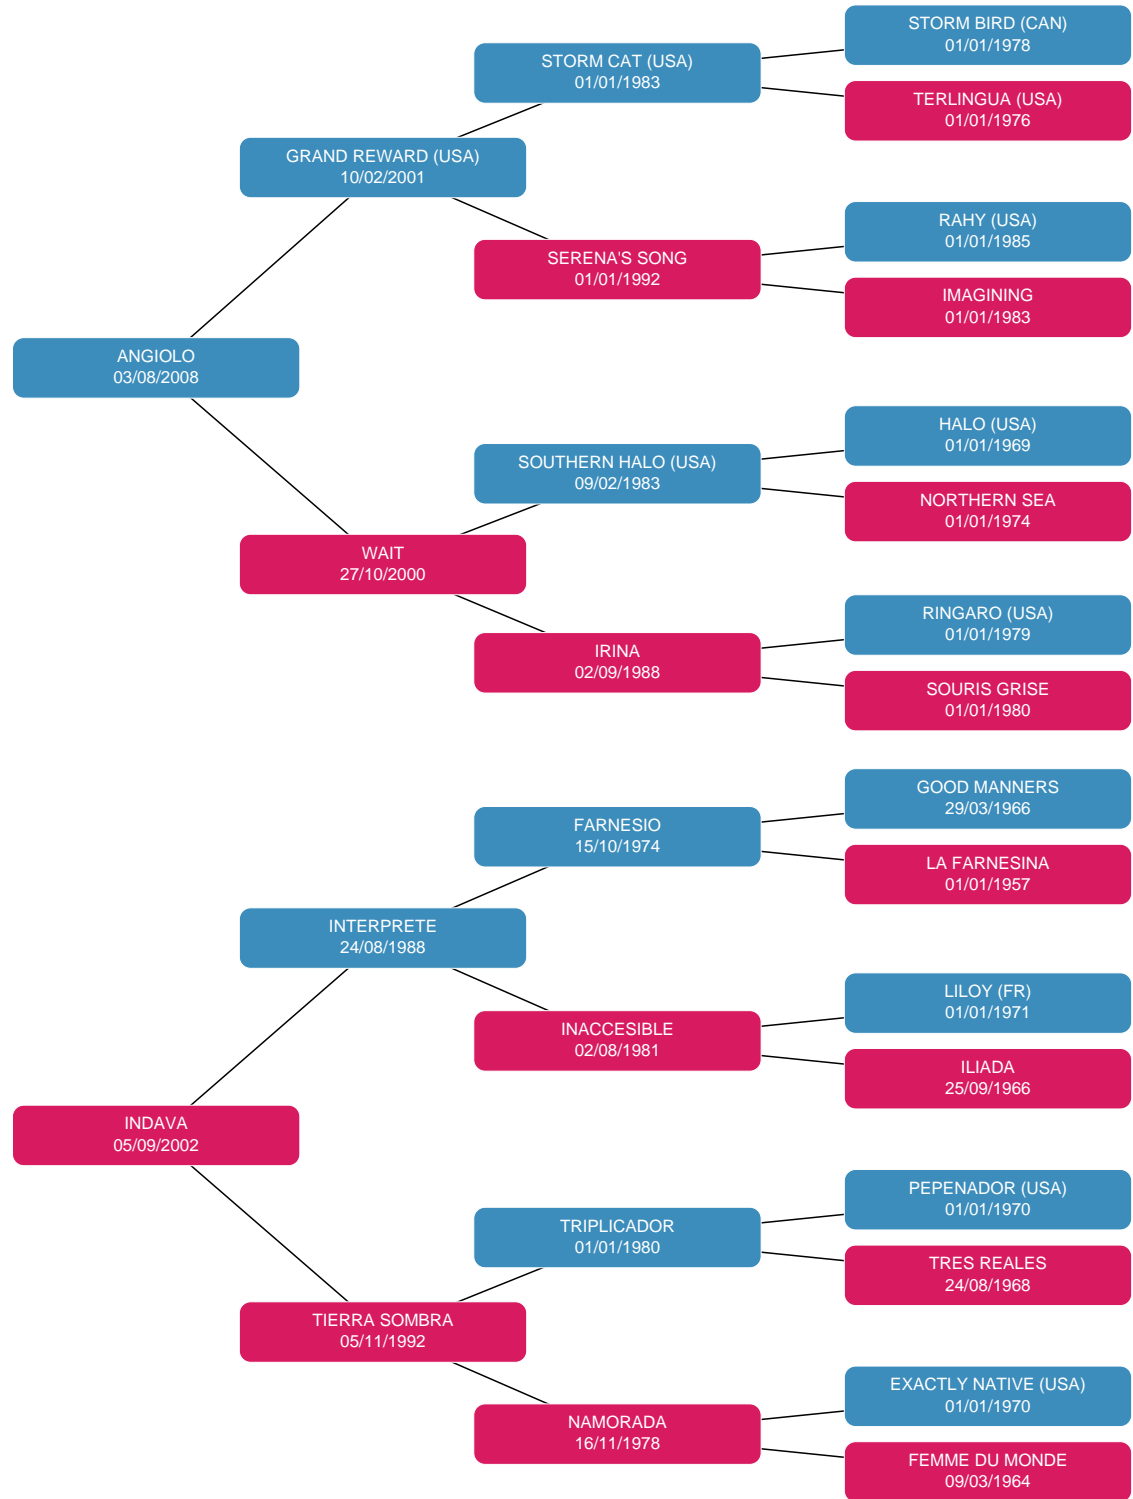 STORM BIRD (CAN)
01/01/1978
STORM CAT (USA)
01/01/1983
TERLINGUA (USA)
01/01/1976
GRAND REWARD (USA)
10/02/2001
RAHY (USA)
01/01/1985
SERENA'S SONG
01/01/1992
IMAGINING
01/01/1983
ANGIOLO
03/08/2008
HALO (USA)
01/01/1969
SOUTHERN HALO (USA)
09/02/1983
NORTHERN SEA
01/01/1974
WAIT
27/10/2000
RINGARO (USA)
01/01/1979
IRINA
02/09/1988
SOURIS GRISE
01/01/1980
GOOD MANNERS
29/03/1966
FARNESIO
15/10/1974
LA FARNESINA
01/01/1957
INTERPRETE
24/08/1988
LILOY (FR)
01/01/1971
INACCESIBLE
02/08/1981
ILIADA
25/09/1966
INDAVA
05/09/2002
PEPENADOR (USA)
01/01/1970
TRIPLICADOR
01/01/1980
TRES REALES
24/08/1968
TIERRA SOMBRA
05/11/1992
EXACTLY NATIVE (USA)
01/01/1970
NAMORADA
16/11/1978
FEMME DU MONDE
09/03/1964